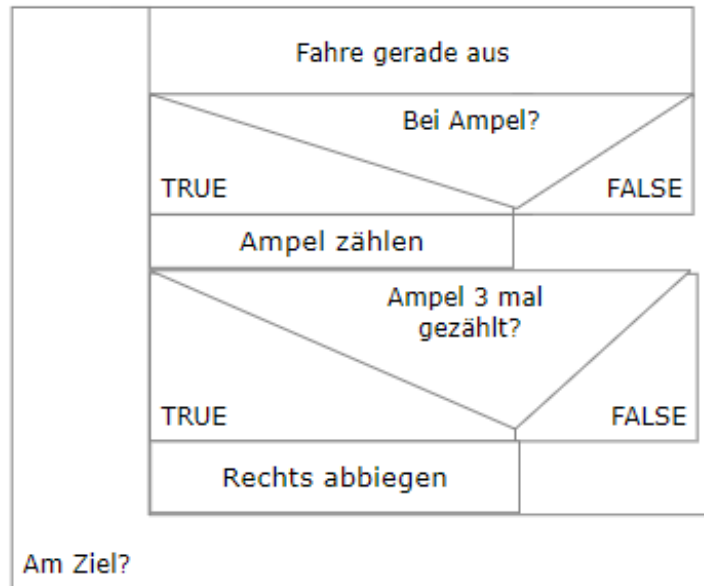 Fahre gerade aus
Bei Ampel?
TRUE
FALSE
Ampel zählen
Ampel 3 mal
gezählt?
TRUE
FALSE
Rechts abbiegen
Am Ziel?